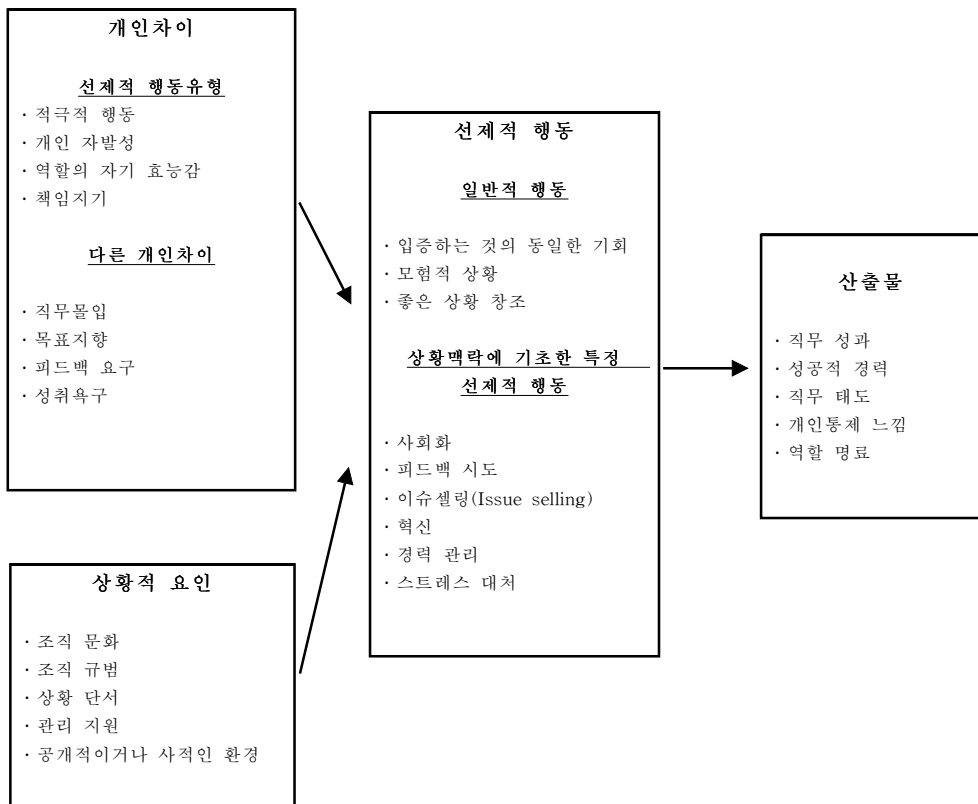 개인차이
선제적 행동유형
· 적극적 행동
· 개인 자발성
· 역할의 자기 효능감
· 책임지기
다른 개인차이
· 직무몰입
· 목표지향
· 피드백 요구
· 성취욕구
상황적 요인
· 조직 문화
· 조직 규범
· 상황 단서
· 관리 지원
· 공개적이거나 사적인 환경
선제적 행동
일반적 행동
· 입증하는 것의 동일한 기회
· 모험적 상황
· 좋은 상황 창조
상황맥락에 기초한 특정
선제적 행동
· 사회화
· 피드백 시도
· 이슈셀링(Issue selling)
· 혁신
· 경력 관리
· 스트레스 대처
산출물
· 직무 성과
· 성공적 경력
· 직무 태도
· 개인통제 느낌
· 역할 명료